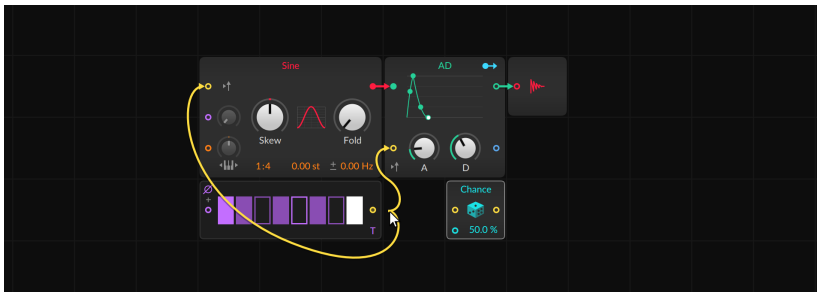 Sine
AD
Skew
Fold
1:4
0.00 st
± 0.00 Hz
A
D
Chance
50.0 %
T